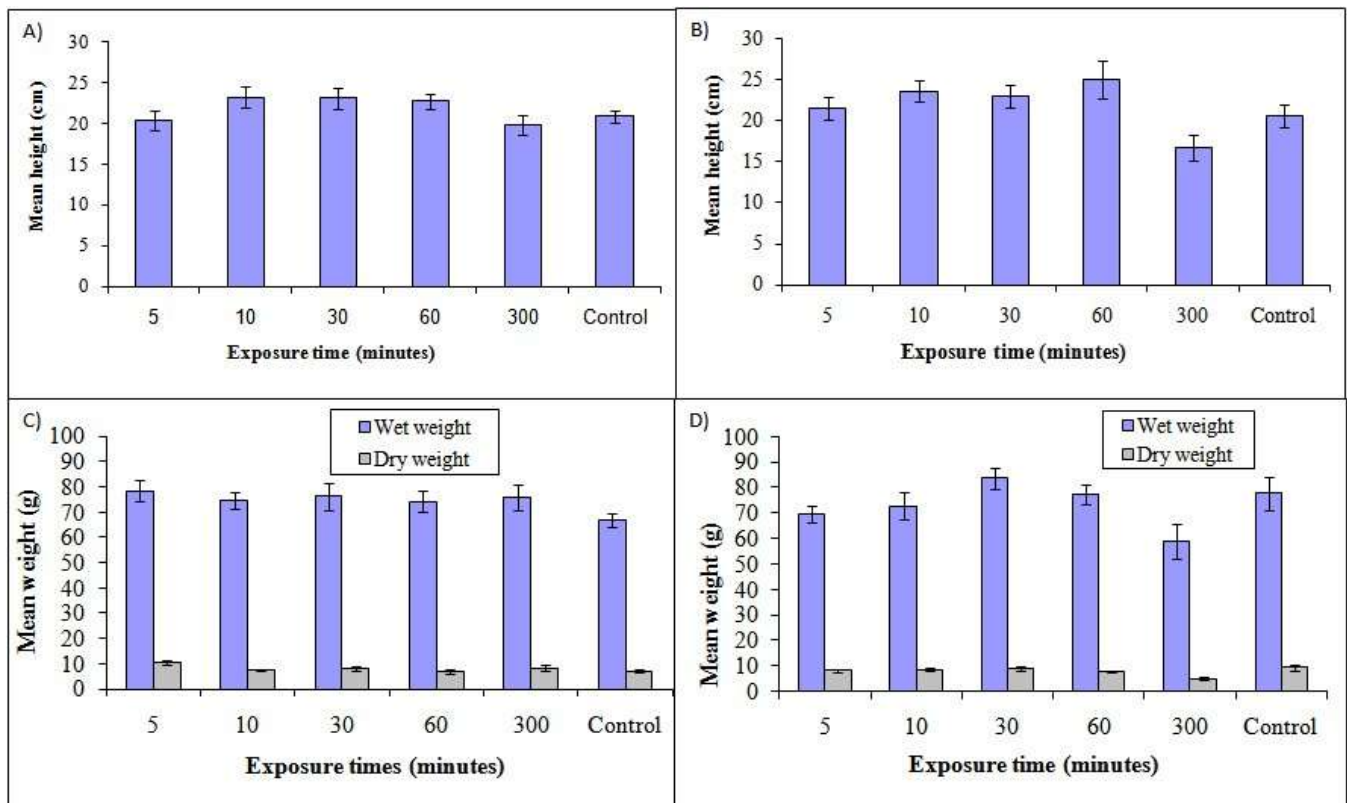 A)
30
25
20
15
10
5
0
Mean height (cm)
5 10 30 60 300 Control
Exposure time (minutes)
B)
30
25
20
15
10
5
0
Mean height (cm)
5 10 30 60 300 Control
Exposure time (minutes)
C)
Wet weight
Dry weight
100
90
80
70
60
50
40
30
20
10
0
Mean weight (g)
5 10 30 60 300 Control
Exposure times (minutes)
D)
Wet weight
Dry weight
100
90
80
70
60
50
40
30
20
10
0
Mean weight (g)
5 10 30 60 300 Control
Exposure time (minutes)